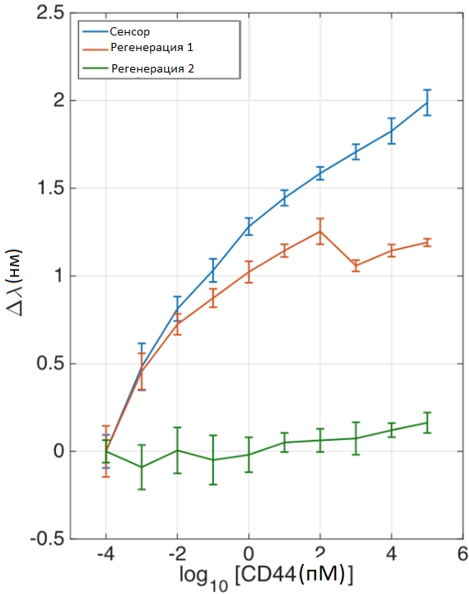 2.5
Сенсор
Регенерация 1
Регенерация 2
2
1.5
Δλ(нм)
1
0.5
0
-0.5
-4 -2 0 2 4 6
log10 [CD44(пМ)]